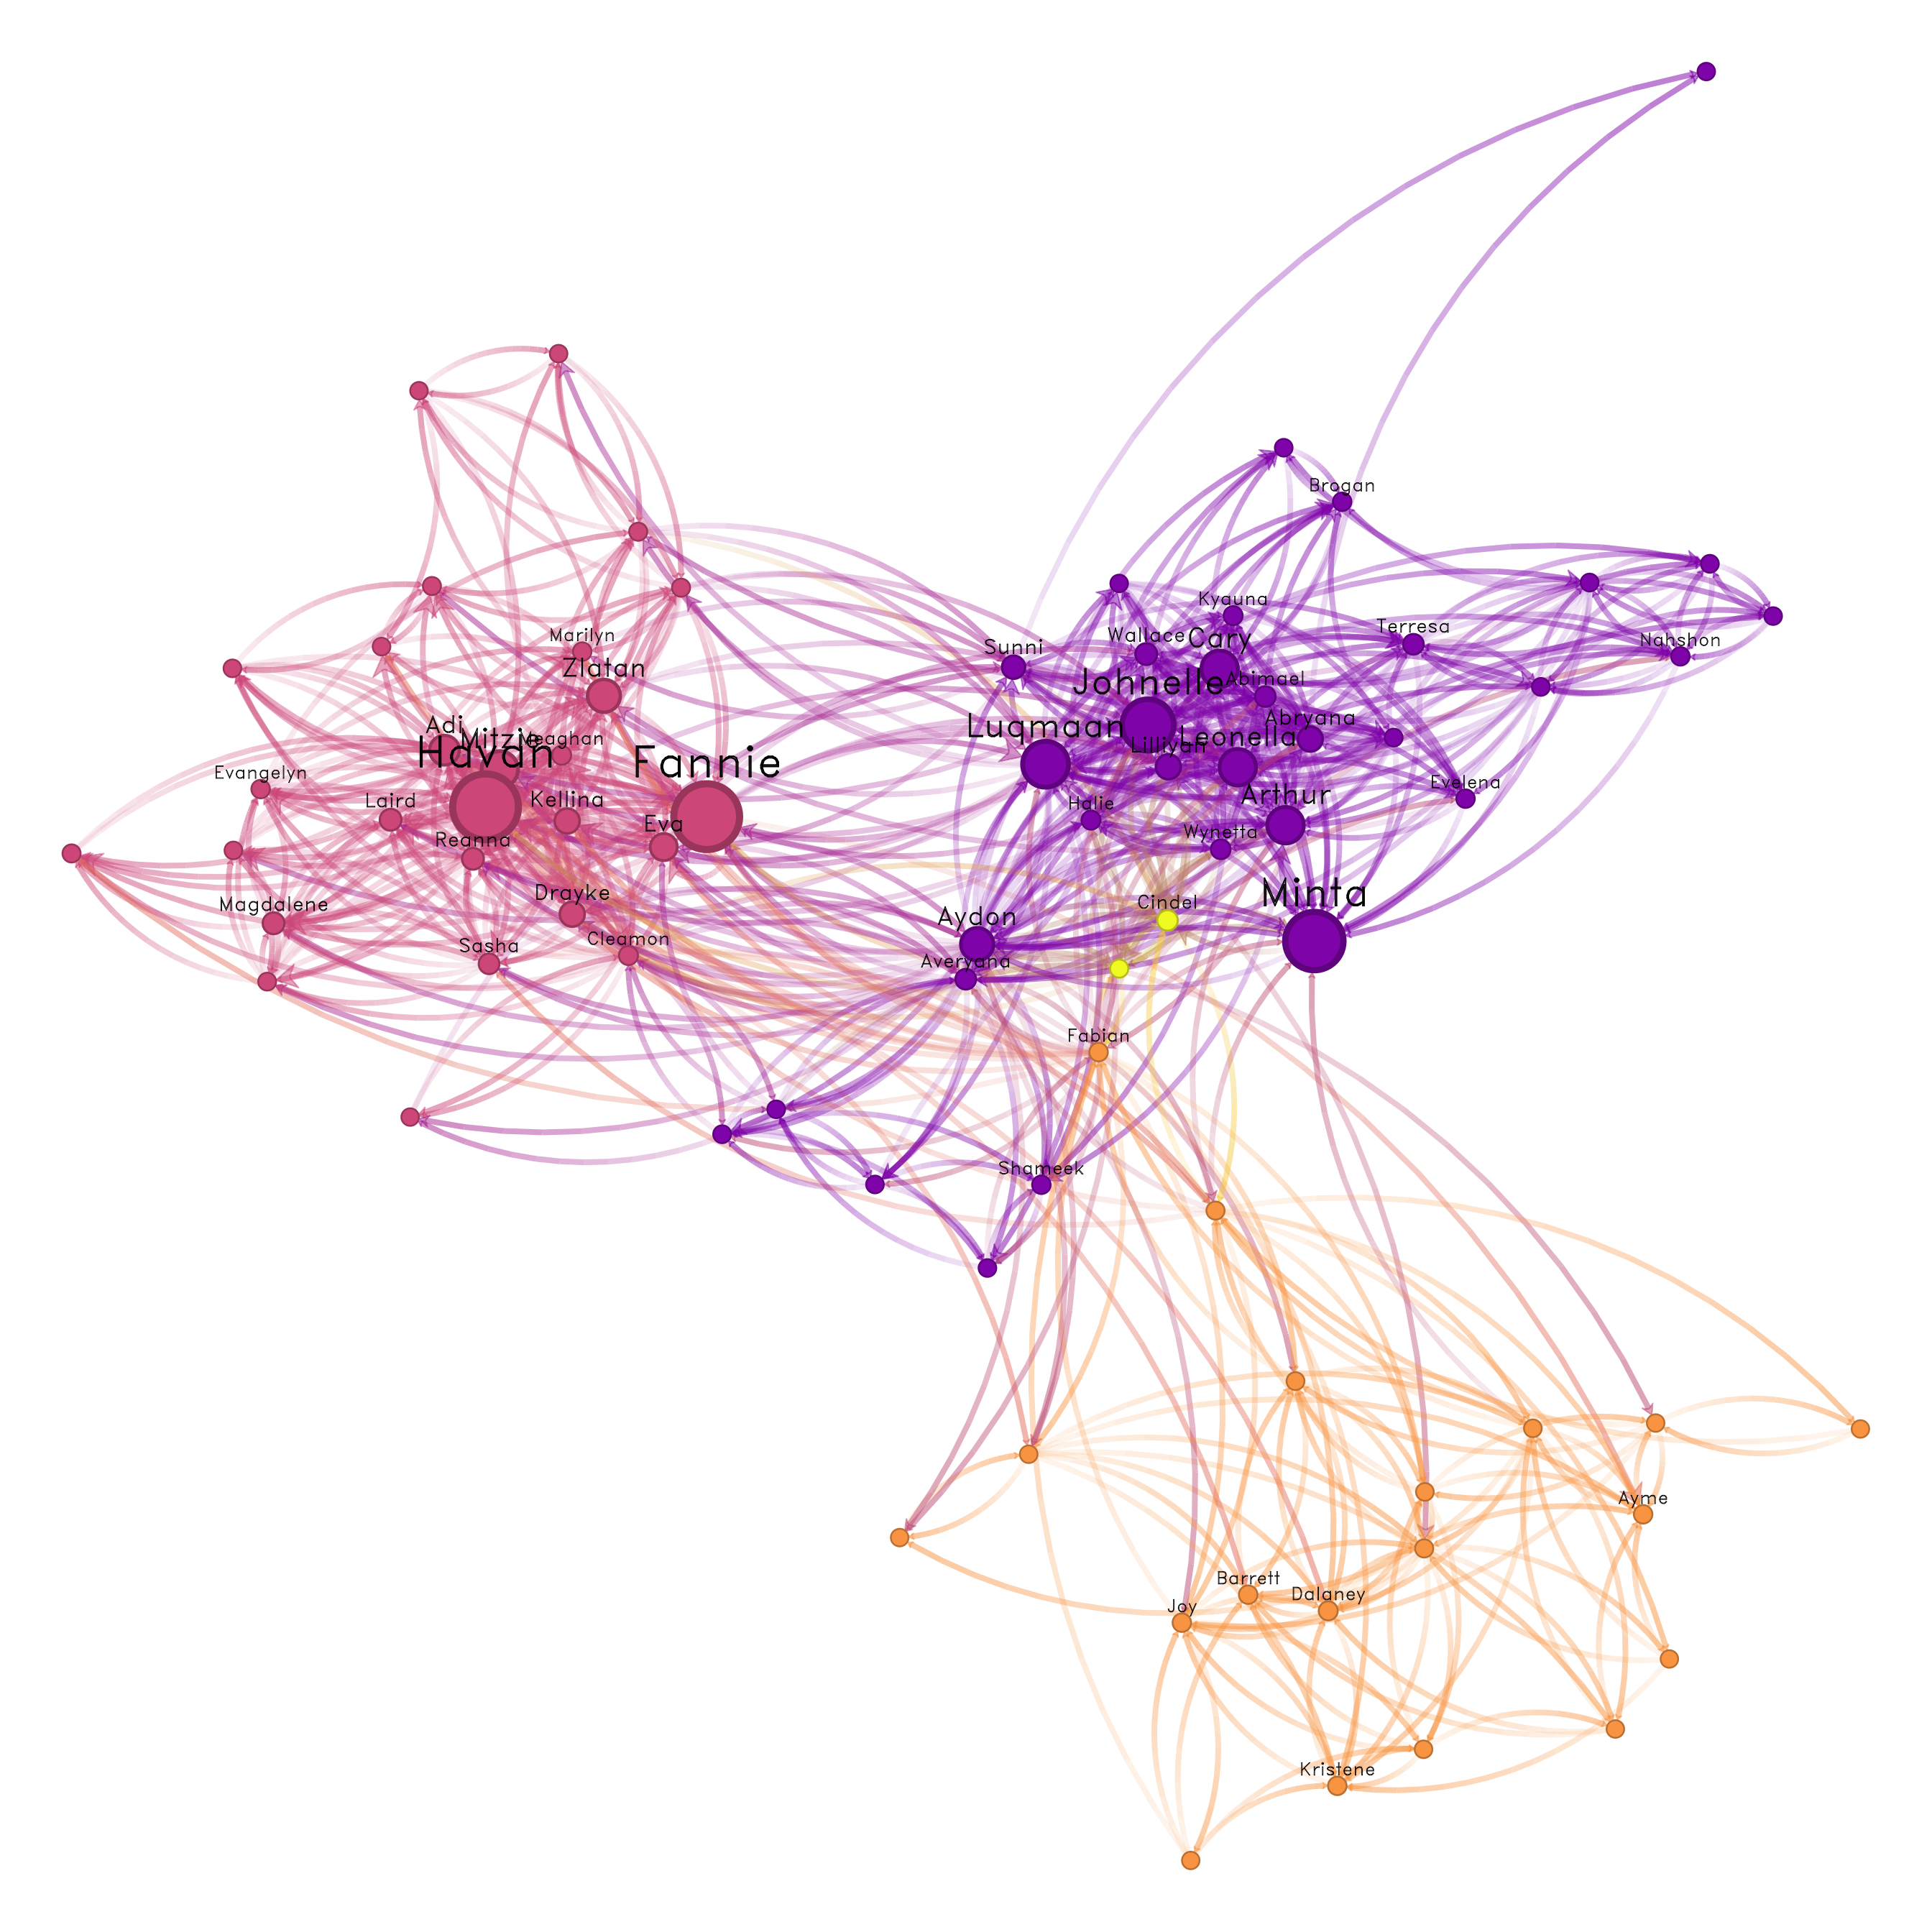 Brogan
Kyauna
Terresa
Marilyn
Sunni
Wallace
Cary
Nahshon
Zlatan
Johnelle
Abimael
Adi
Luqmaan
Abryana
Mitzie
Meaghan
Leonella
Lilliyan
Havan
Fannie
Evangelyn
Evelena
Laird
Kellina
Halie
Arthur
Eva
Reanna
Wynetta
Drayke
Minta
Magdalene
Cindel
Aydon
Sasha
Cleamon
Averyana
Fabian
Shameek
Ayme
Barrett
Dalaney
Joy
Kristene